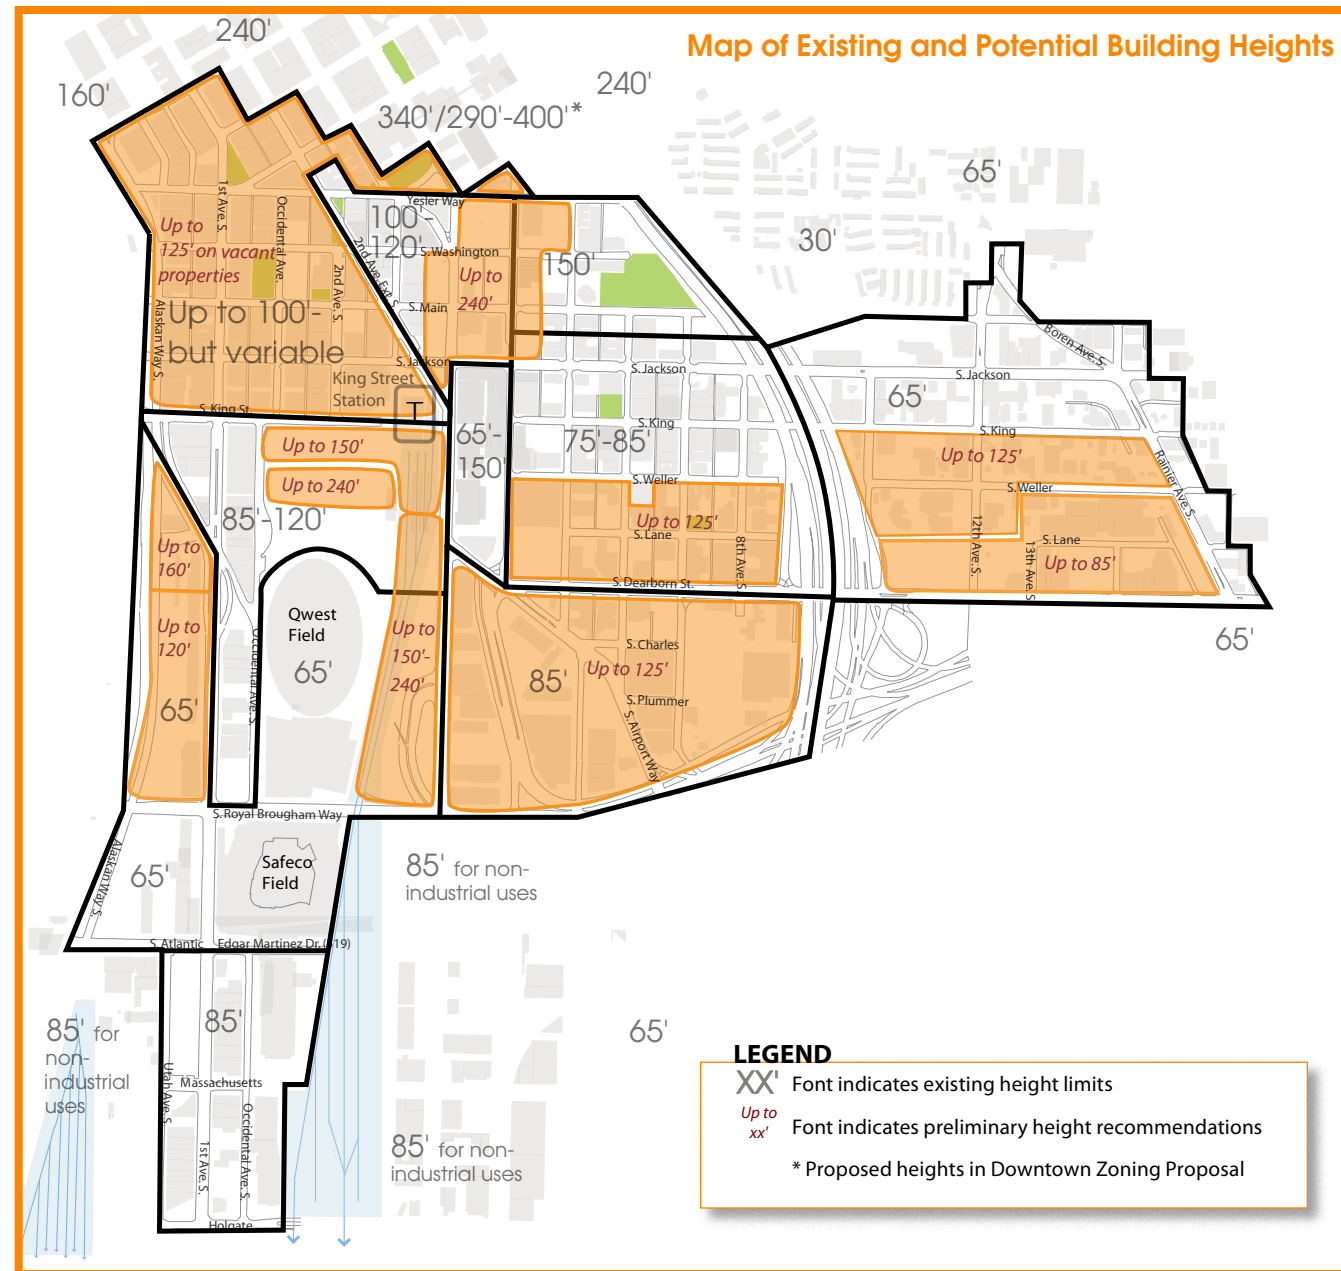 Map of Existing and Potential Building Heights
240'
160'
340'/290'-400'*
240'
65'
30'
Yesler Way
100'-
120'
S. Washington
150'
1st Ave. S.
Occidental Ave.
2nd Ave. S.
2nd Ave Ext S.
Up to
125' on vacant
properties
Up to
240'
S. Main
Alaskan Way S.
Up to 100'-
but variable
S. Jackson
King Street
Station
T
S. King St.
S. Jackson
S. King
75'-85'
S. Weller
65'-
150'
Boren Ave. S.
S. Jackson
65'
S. King
Up to 125'
S. Weller
Rainier Ave. S.
12th Ave. S.
13th Ave. S.
S. Lane
Up to 85'
65'
Up to 150'
Up to 240'
85'-120'
Up to 125'
S. Lane
8th Ave. S.
S. Dearborn St.
Up to
160'
Up to
120'
65'
Occidental Ave. S.
Qwest
Field
65'
Up to
150'-
240'
S. Charles
Up to 125'
85'
S. Plummer
S. Airport Way
S. Royal Brougham Way
Alaskan Way S.
65'
Safeco
Field
85' for non-
industrial uses
S. Atlantic
Edgar Martinez Dr. (519)
85' for
non-
industrial
uses
85'
Utah Ave. S.
Massachusetts
1st Ave. S.
Occidental Ave. S.
Holgate
85' for non-
industrial uses
65'
LEGEND
XX' Font indicates existing height limits
Up to
xx' Font indicates preliminary height recommendations
* Proposed heights in Downtown Zoning Proposal